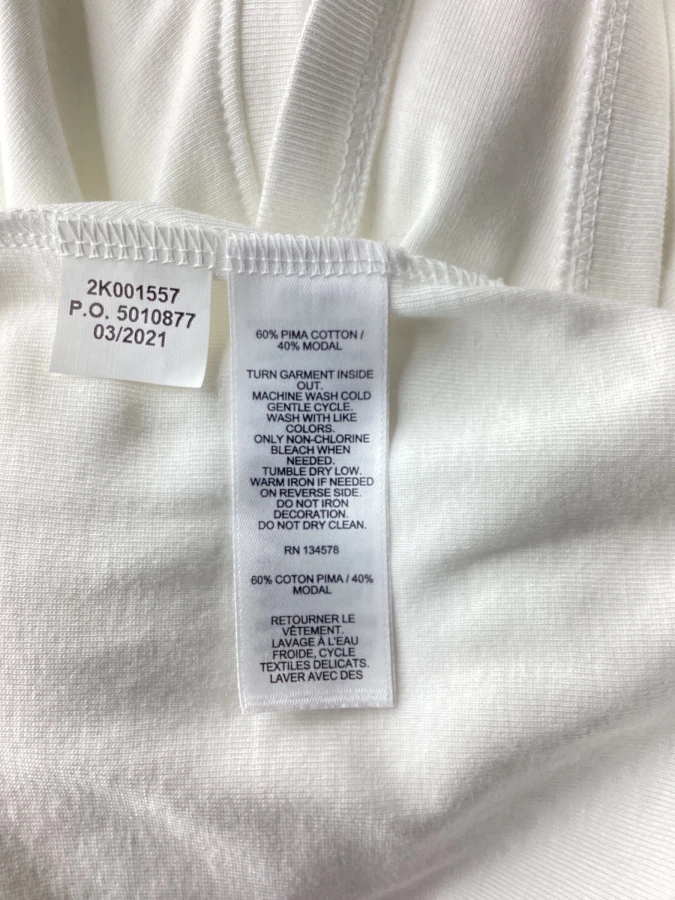 2K001557
P.O. 5010877
03/2021
60% PIMA COTTON /
40% MODAL
TURN GARMENT INSIDE
OUT.
MACHINE WASH COLD
GENTLE CYCLE.
WASH WITH LIKE
COLORS.
ONLY NON-CHLORINE
BLEACH WHEN
NEEDED.
TUMBLE DRY LOW.
WARM IRON IF NEEDED
ON REVERSE SIDE.
DO NOT IRON
DECORATION.
DO NOT DRY CLEAN.
RN 134578
60% COTON PIMA / 40%
MODAL
RETOURNER LE
VÊTEMENT.
LAVAGE À L'EAU
FROIDE, CYCLE
TEXTILES DELICATS.
LAVER AVEC DES